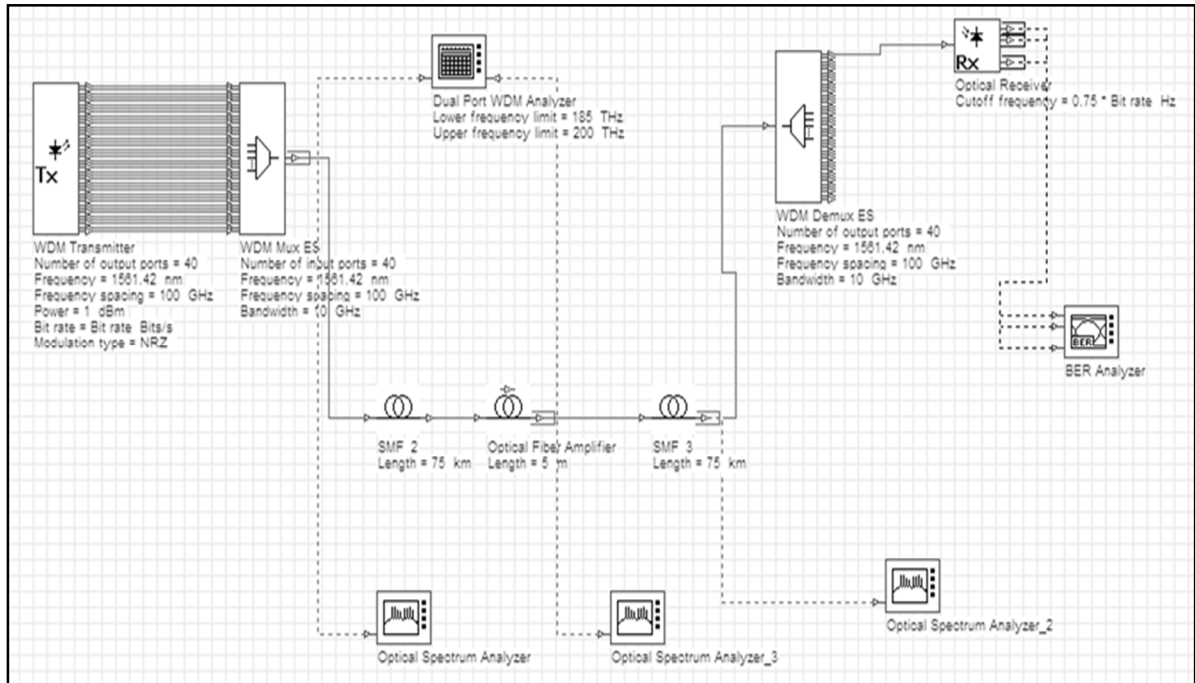 Tx
WDM Transmitter
Number of output ports = 40
Frequency = 1561.42 nm
Frequency spacing = 100 GHz
Power = 1 dBm
Bit rate = Bit rate Bits/s
Modulation type = NRZ
WDM Mux ES
Number of input ports = 40
Frequency = 1561.42 nm
Frequency spacing = 100 GHz
Bandwidth = 10 GHz
Dual Port WDM Analyzer
Lower frequency limit = 185 THz
Upper frequency limit = 200 THz
Rx
Optical Receiver
Cutoff frequency = 0.75 * Bit rate Hz
WDM Demux ES
Number of output ports = 40
Frequency = 1561.42 nm
Frequency spacing = 100 GHz
Bandwidth = 10 GHz
BER
BER Analyzer
SMF_2
Length = 75 km
Optical Fiber Amplifier
Length = 5 m
SMF_3
Length = 75 km
Optical Spectrum Analyzer
Optical Spectrum Analyzer_3
Optical Spectrum Analyzer_2